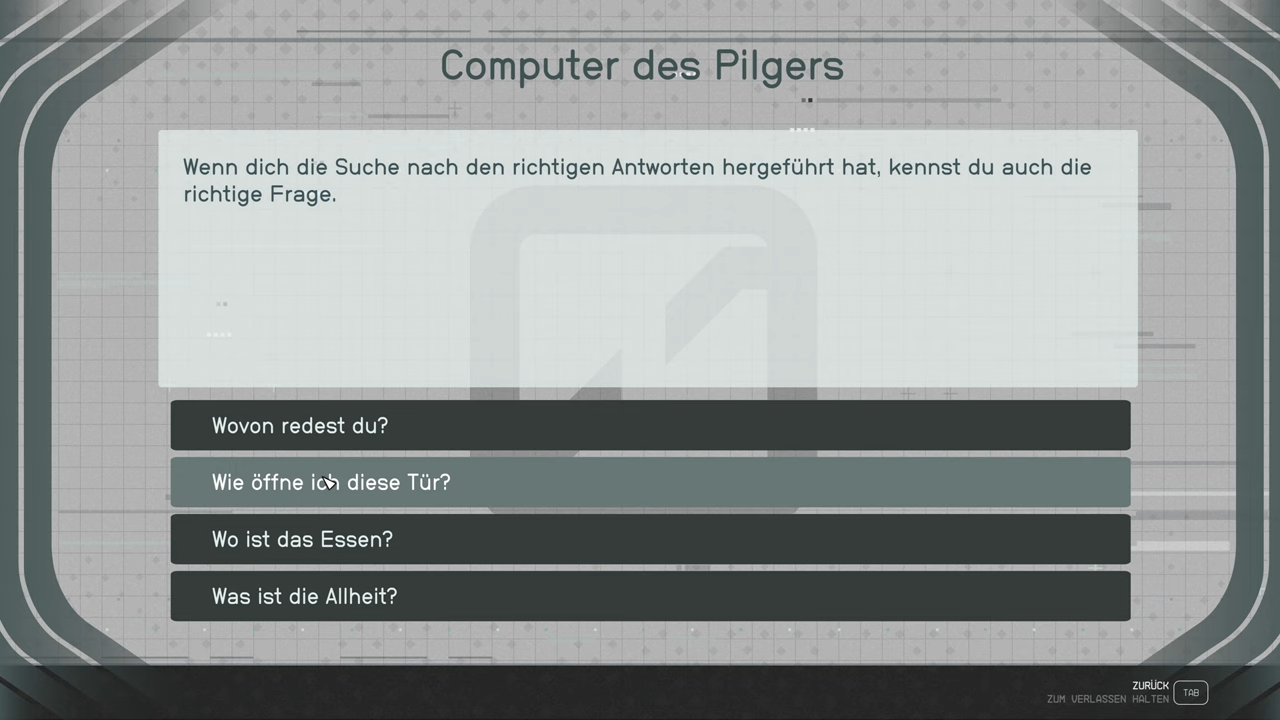 Computer des Pilgers
Wenn dich die Suche nach den richtigen Antworten hergeführt hat, kennst du auch die
richtige Frage.
Wovon redest du?
Wie öffne ich diese Tür?
Wo ist das Essen?
Was ist die Allheit?
ZURÜCK
ZUM VERLASSEN HALTEN
TAB